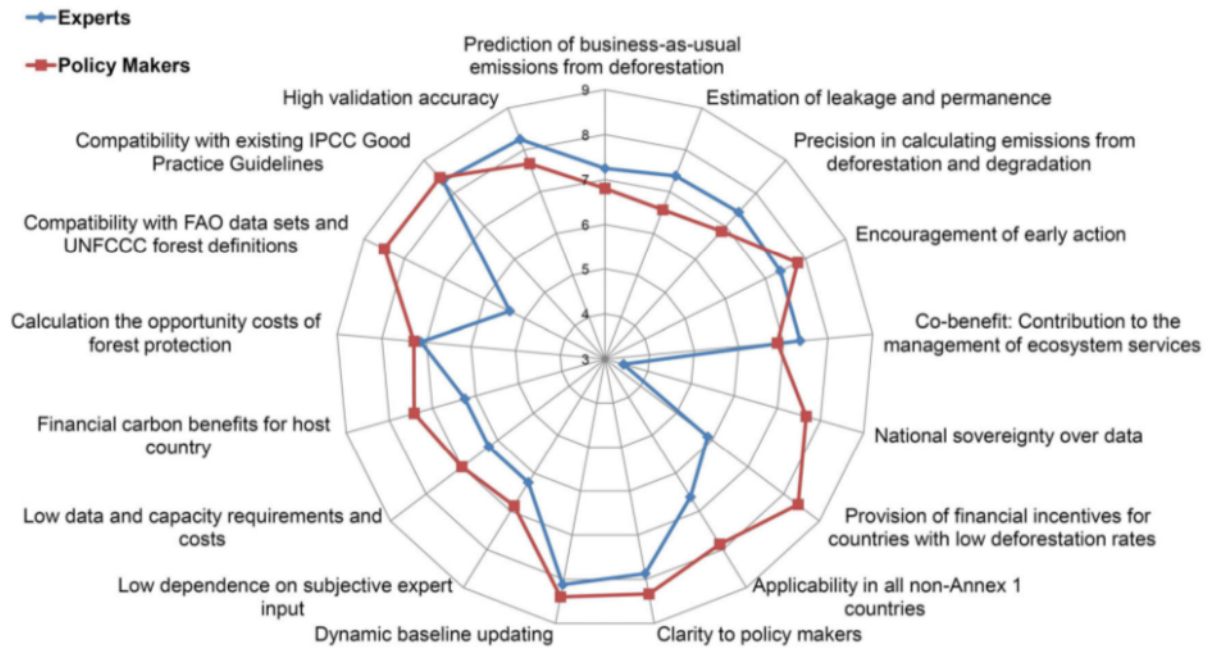 Experts
Policy Makers
Prediction of business-as-usual
emissions from deforestation
Estimation of leakage and permanence
Precision in calculating emissions from
deforestation and degradation
Encouragement of early action
Co-benefit: Contribution to the
management of ecosystem services
National sovereignty over data
Provision of financial incentives for
countries with low deforestation rates
Applicability in all non-Annex 1
countries
Clarity to policy makers
Dynamic baseline updating
Low dependence on subjective expert
input
Low data and capacity requirements and
costs
Financial carbon benefits for host
country
Calculation the opportunity costs of
forest protection
Compatibility with FAO data sets and
UNFCCC forest definitions
Compatibility with existing IPCC Good
Practice Guidelines
High validation accuracy
9
8
7
6
5
4
3